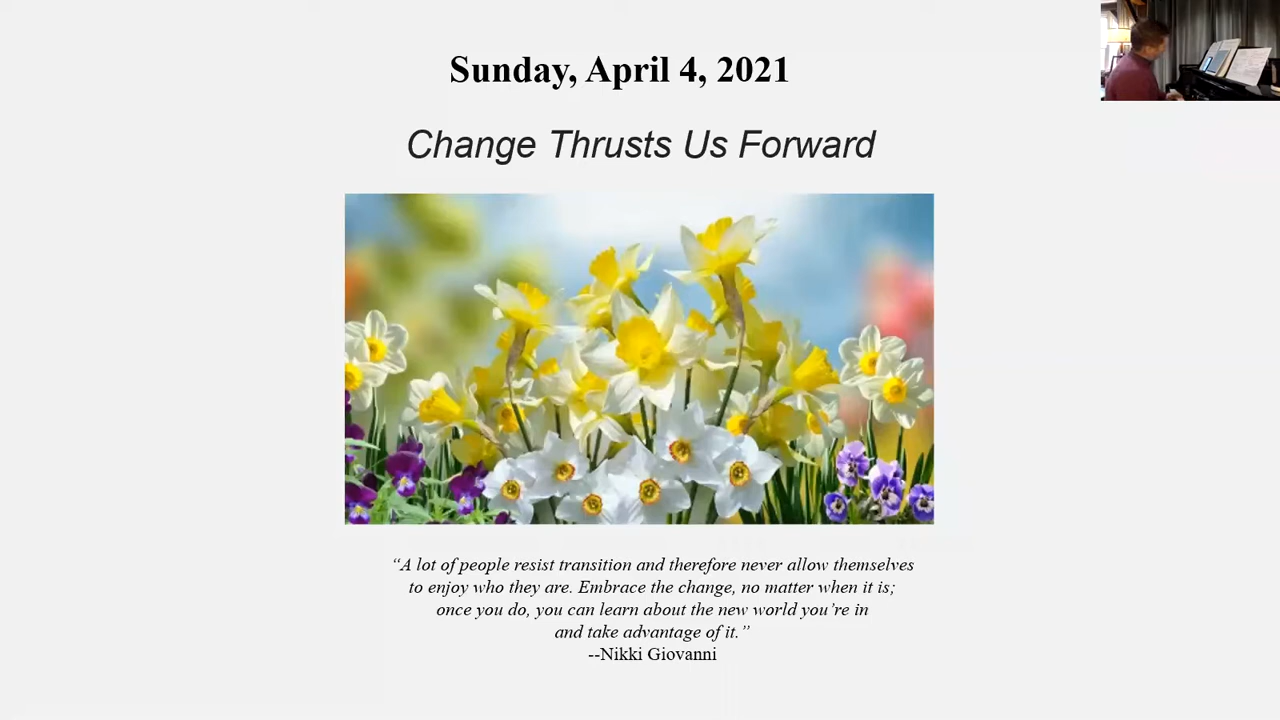 Sunday, April 4, 2021
Change Thrusts Us Forward
“A lot of people resist transition and therefore never allow themselves
to enjoy who they are. Embrace the change, no matter when it is;
once you do, you can learn about the new world you’re in
and take advantage of it.”
--Nikki Giovanni